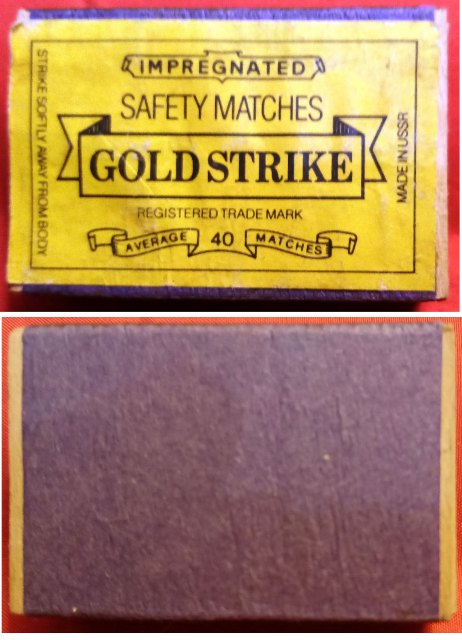 IMPREGNATED
SAFETY MATCHES
GOLD STRIKE
REGISTERED TRADE MARK
AVERAGE 40 MATCHES
STRIKE SOFTLY AWAY FROM BODY
MADE IN USSR